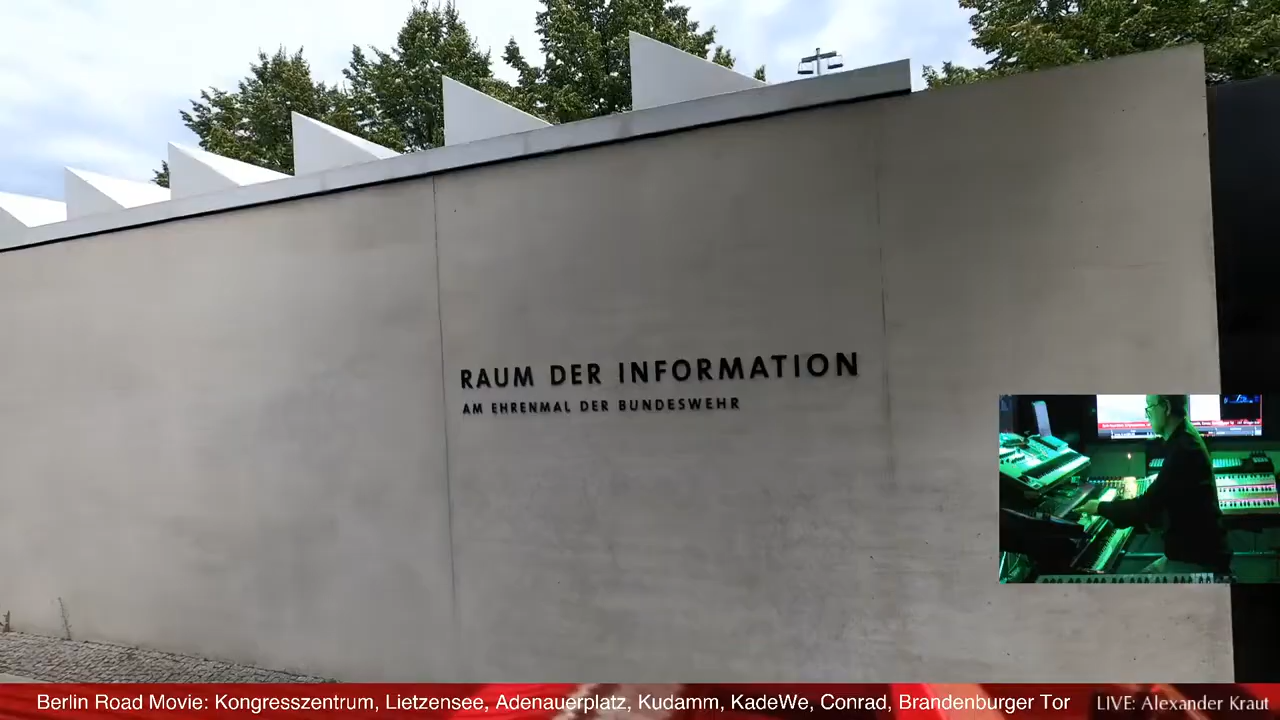 RAUM DER INFORMATION
AM EHRENMAL DER BUNDESWEHR
Berlin Road Movie: Kongresszentrum, Lietzensee, Adenauerplatz, Kudamm, KadeWe, Conrad, Brandenburger Tor
LIVE: Alexander Kraut